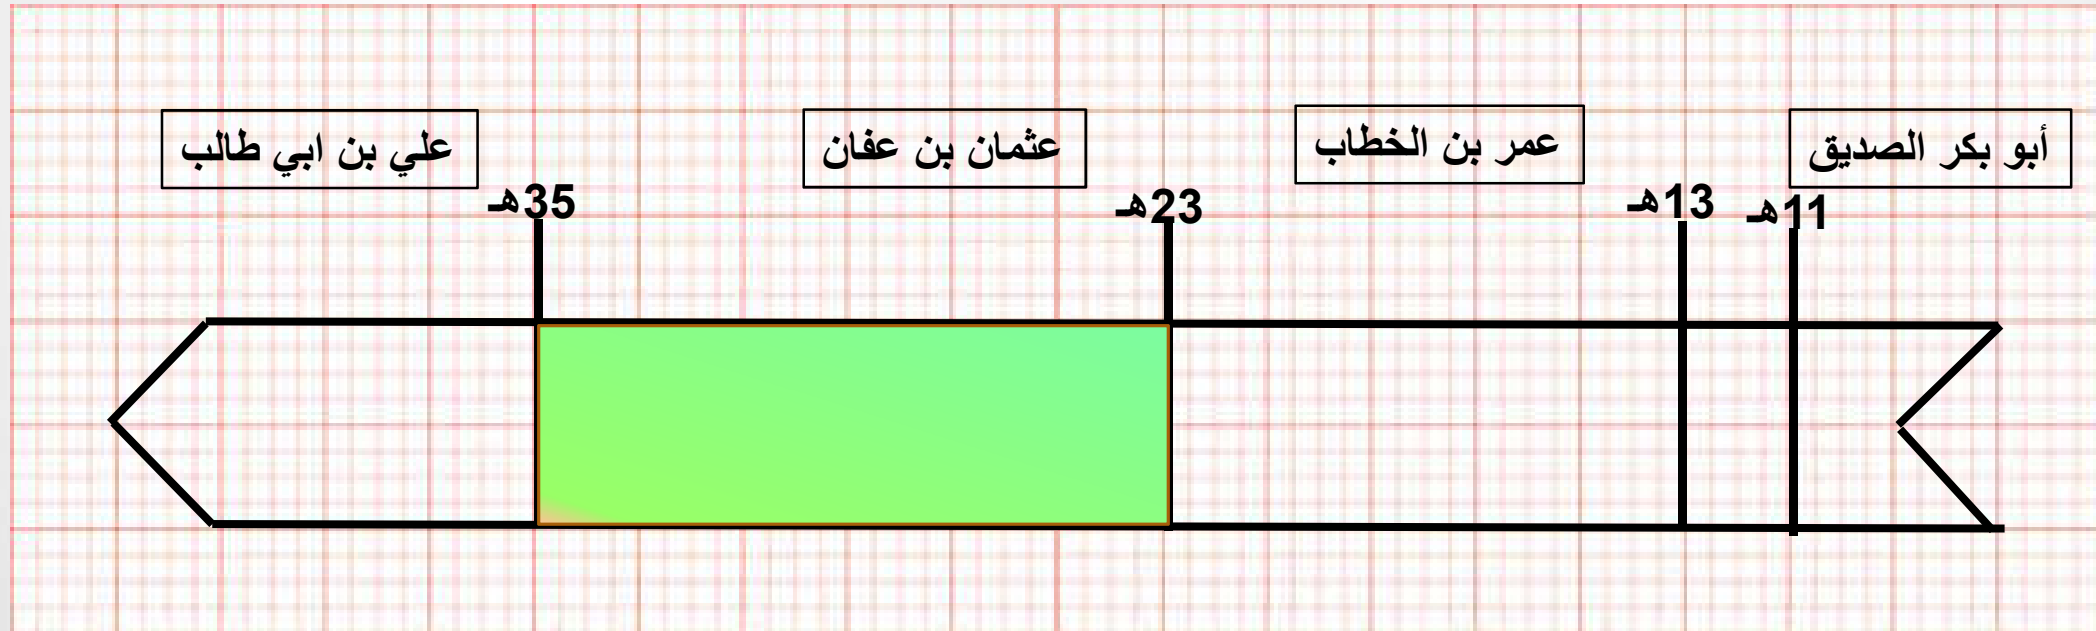 أبو بكر الصديق
عمر بن الخطاب
عثمان بن عفان
علي بن ابي طالب
11هـ
13هـ
23هـ
35هـ